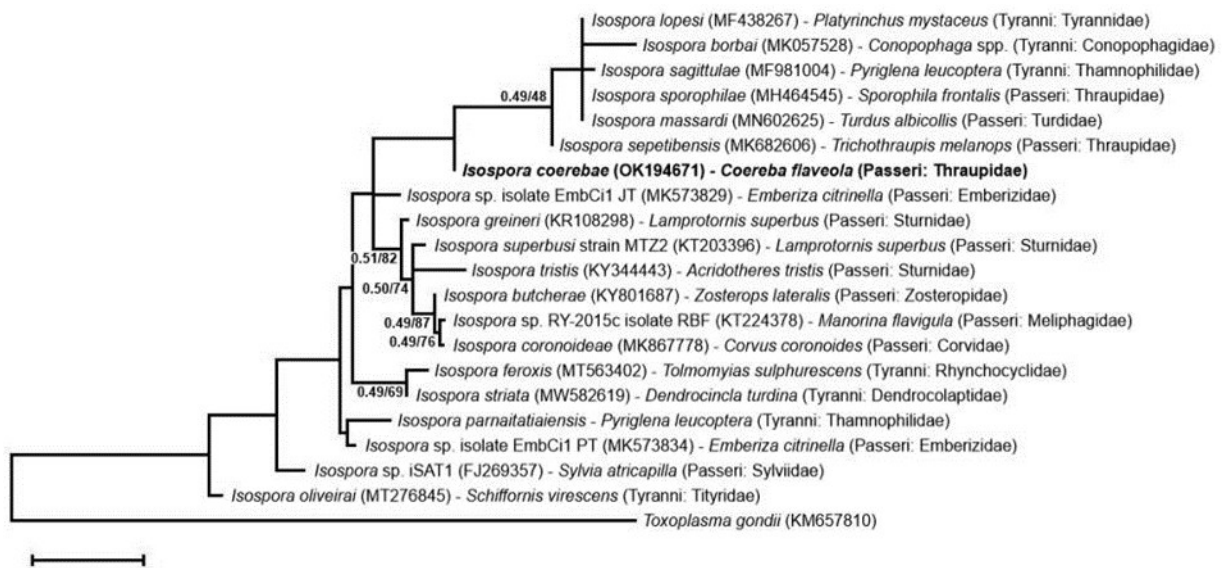 Isospora lopesi (MF438267) - Platyrinchus mystaceus (Tyranni: Tyrannidae)
Isospora borbai (MK057528) - Conopophaga spp. (Tyranni: Conopophagidae)
0.49/48
Isospora sagittulae (MF981004) - Pyriglena leucoptera (Tyranni: Thamnophilidae)
Isospora sporophilae (MH464545) - Sporophila frontalis (Passeri: Thraupidae)
Isospora massardi (MN602625) - Turdus albicollis (Passeri: Turdidae)
Isospora sepetibensis (MK682606) - Trichothraupis melanops (Passeri: Thraupidae)
Isospora coerebae (OK194671) - Coereba flaveola (Passeri: Thraupidae)
Isospora sp. isolate EmbCi1 JT (MK573829) - Emberiza citrinella (Passeri: Emberizidae)
Isospora greineri (KR108298) - Lamprotornis superbus (Passeri: Sturnidae)
Isospora superbusi strain MTZ2 (KT203396) - Lamprotornis superbus (Passeri: Sturnidae)
0.51/82
Isospora tristis (KY344443) - Acridotheres tristis (Passeri: Sturnidae)
0.50/74
Isospora butcherae (KY801687) - Zosterops lateralis (Passeri: Zosteropidae)
Isospora sp. RY-2015c isolate RBF (KT224378) - Manorina flavigula (Passeri: Meliphagidae)
0.49/87
0.49/76
Isospora coronoideae (MK867778) - Corvus coronoides (Passeri: Corvidae)
Isospora feroxis (MT563402) - Tolmomyias sulphurescens (Tyranni: Rhynchocyclidae)
0.49/69
Isospora striata (MW582619) - Dendrocincla turdina (Tyranni: Dendrocolaptidae)
Isospora parnaitatiaiensis - Pyriglena leucoptera (Tyranni: Thamnophilidae)
Isospora sp. isolate EmbCi1 PT (MK573834) - Emberiza citrinella (Passeri: Emberizidae)
Isospora sp. iSAT1 (FJ269357) - Sylvia atricapilla (Passeri: Sylviidae)
Isospora oliveirai (MT276845) - Schiffornis virescens (Tyranni: Tityridae)
Toxoplasma gondii (KM657810)